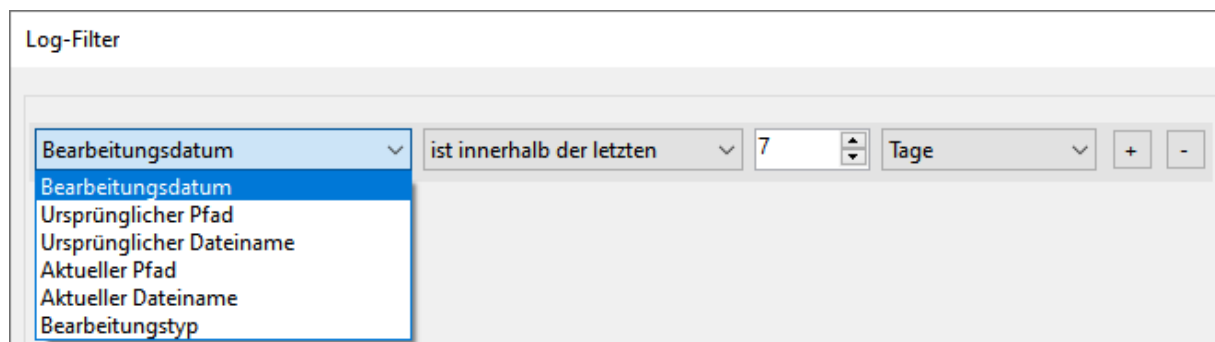 Log-Filter
Bearbeitungsdatum ist innerhalb der letzten 7 Tage + -
Bearbeitungsdatum
Ursprünglicher Pfad
Ursprünglicher Dateiname
Aktueller Pfad
Aktueller Dateiname
Bearbeitungstyp